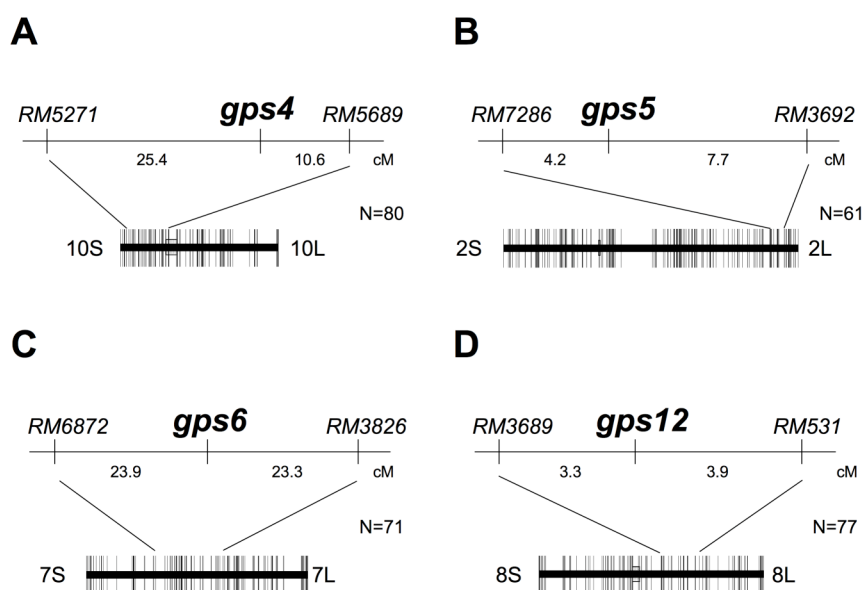 A
gps4
RM5271 RM5689
25.4 10.6 cM
N=80
10S 10L
B
gps5
RM7286 RM3692
4.2 7.7 cM
N=61
2S 2L
C
gps6
RM6872 RM3826
23.9 23.3 cM
N=71
7S 7L
D
gps12
RM3689 RM531
3.3 3.9 cM
N=77
8S 8L